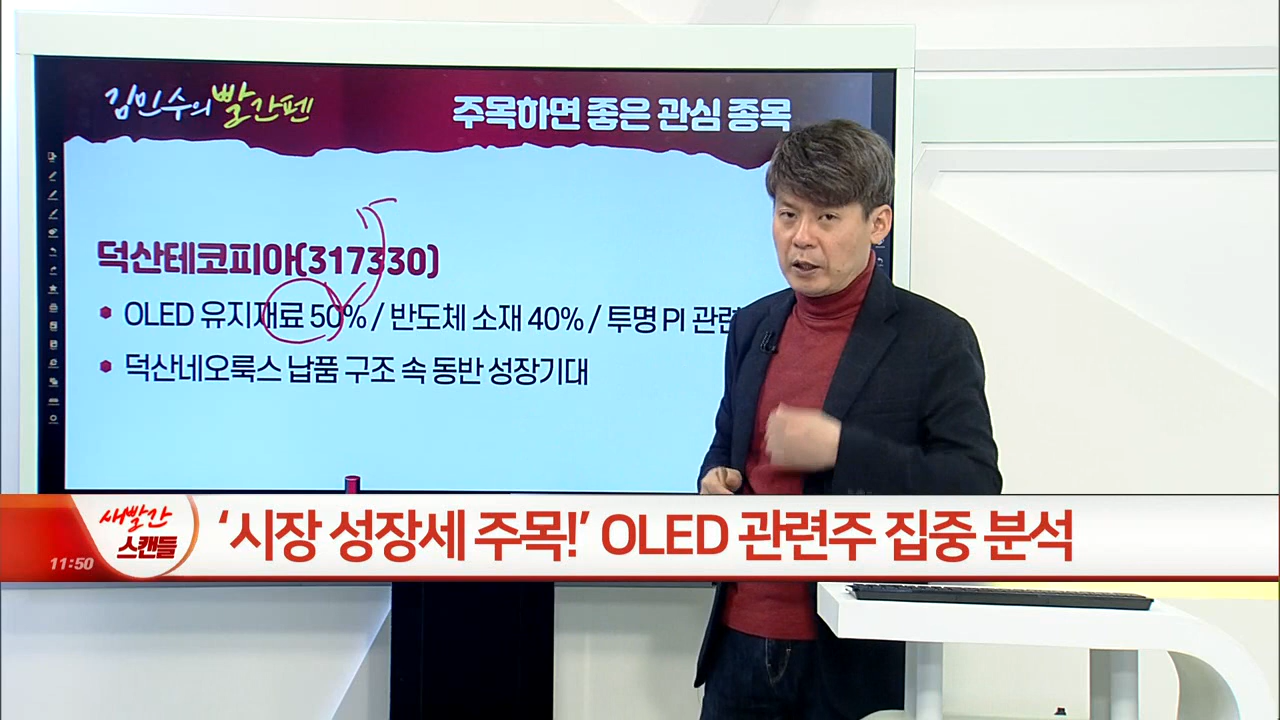 김민수의 빨간펜
주목하면 좋은 관심 종목
덕산테코피아(317330)
• OLED 유지재료 50% / 반도체 소재 40% / 투명 PI 관련
• 덕산네오룩스 납품 구조 속 동반 성장기대
새빨간
스캔들
11:50
‘시장 성장세 주목!’ OLED 관련주 집중 분석